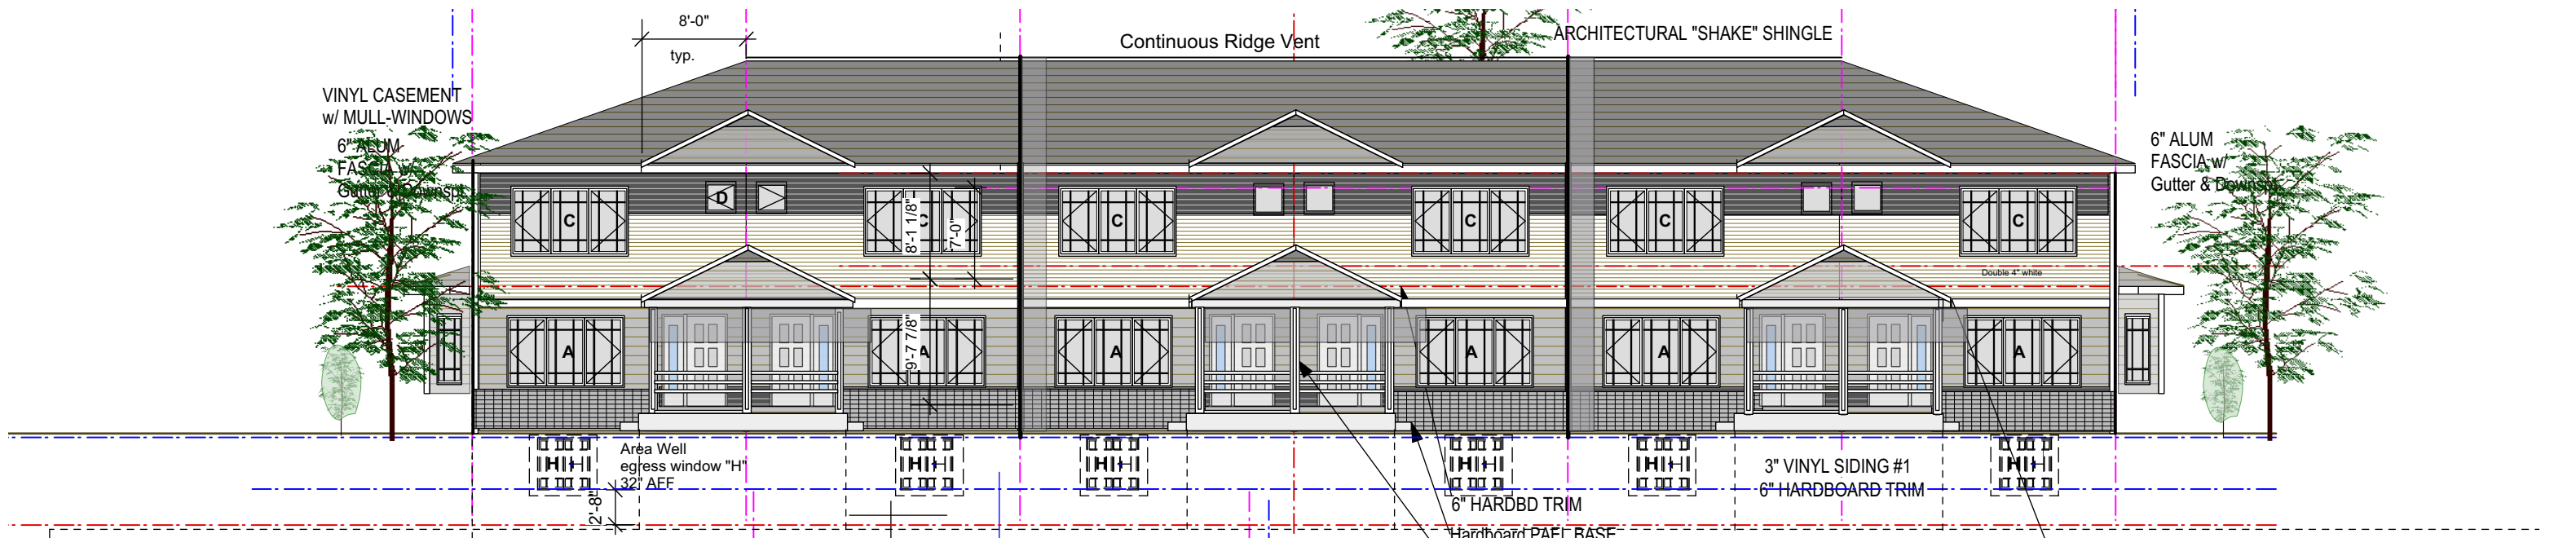 8'-0"
typ.
Continuous Ridge Vent
ARCHITECTURAL "SHAKE" SHINGLE
VINYL CASEMENT
w/ MULL-WINDOWS
6" ALUM
FASCIA w/
Gutter & Downspt
6" ALUM
FASCIA w/
Gutter & Downspt
C
D
C
C
C
C
C
8'-1 1/8"
7'-0"
Double 4" white
A
A
A
A
A
A
9'-7 7/8"
H
Area Well
egress window "H"
32" AFF
H
H
H
H
H
2'-8"
3" VINYL SIDING #1
6" HARDBOARD TRIM
6" HARDBD TRIM
Hardboard PAEL BASE